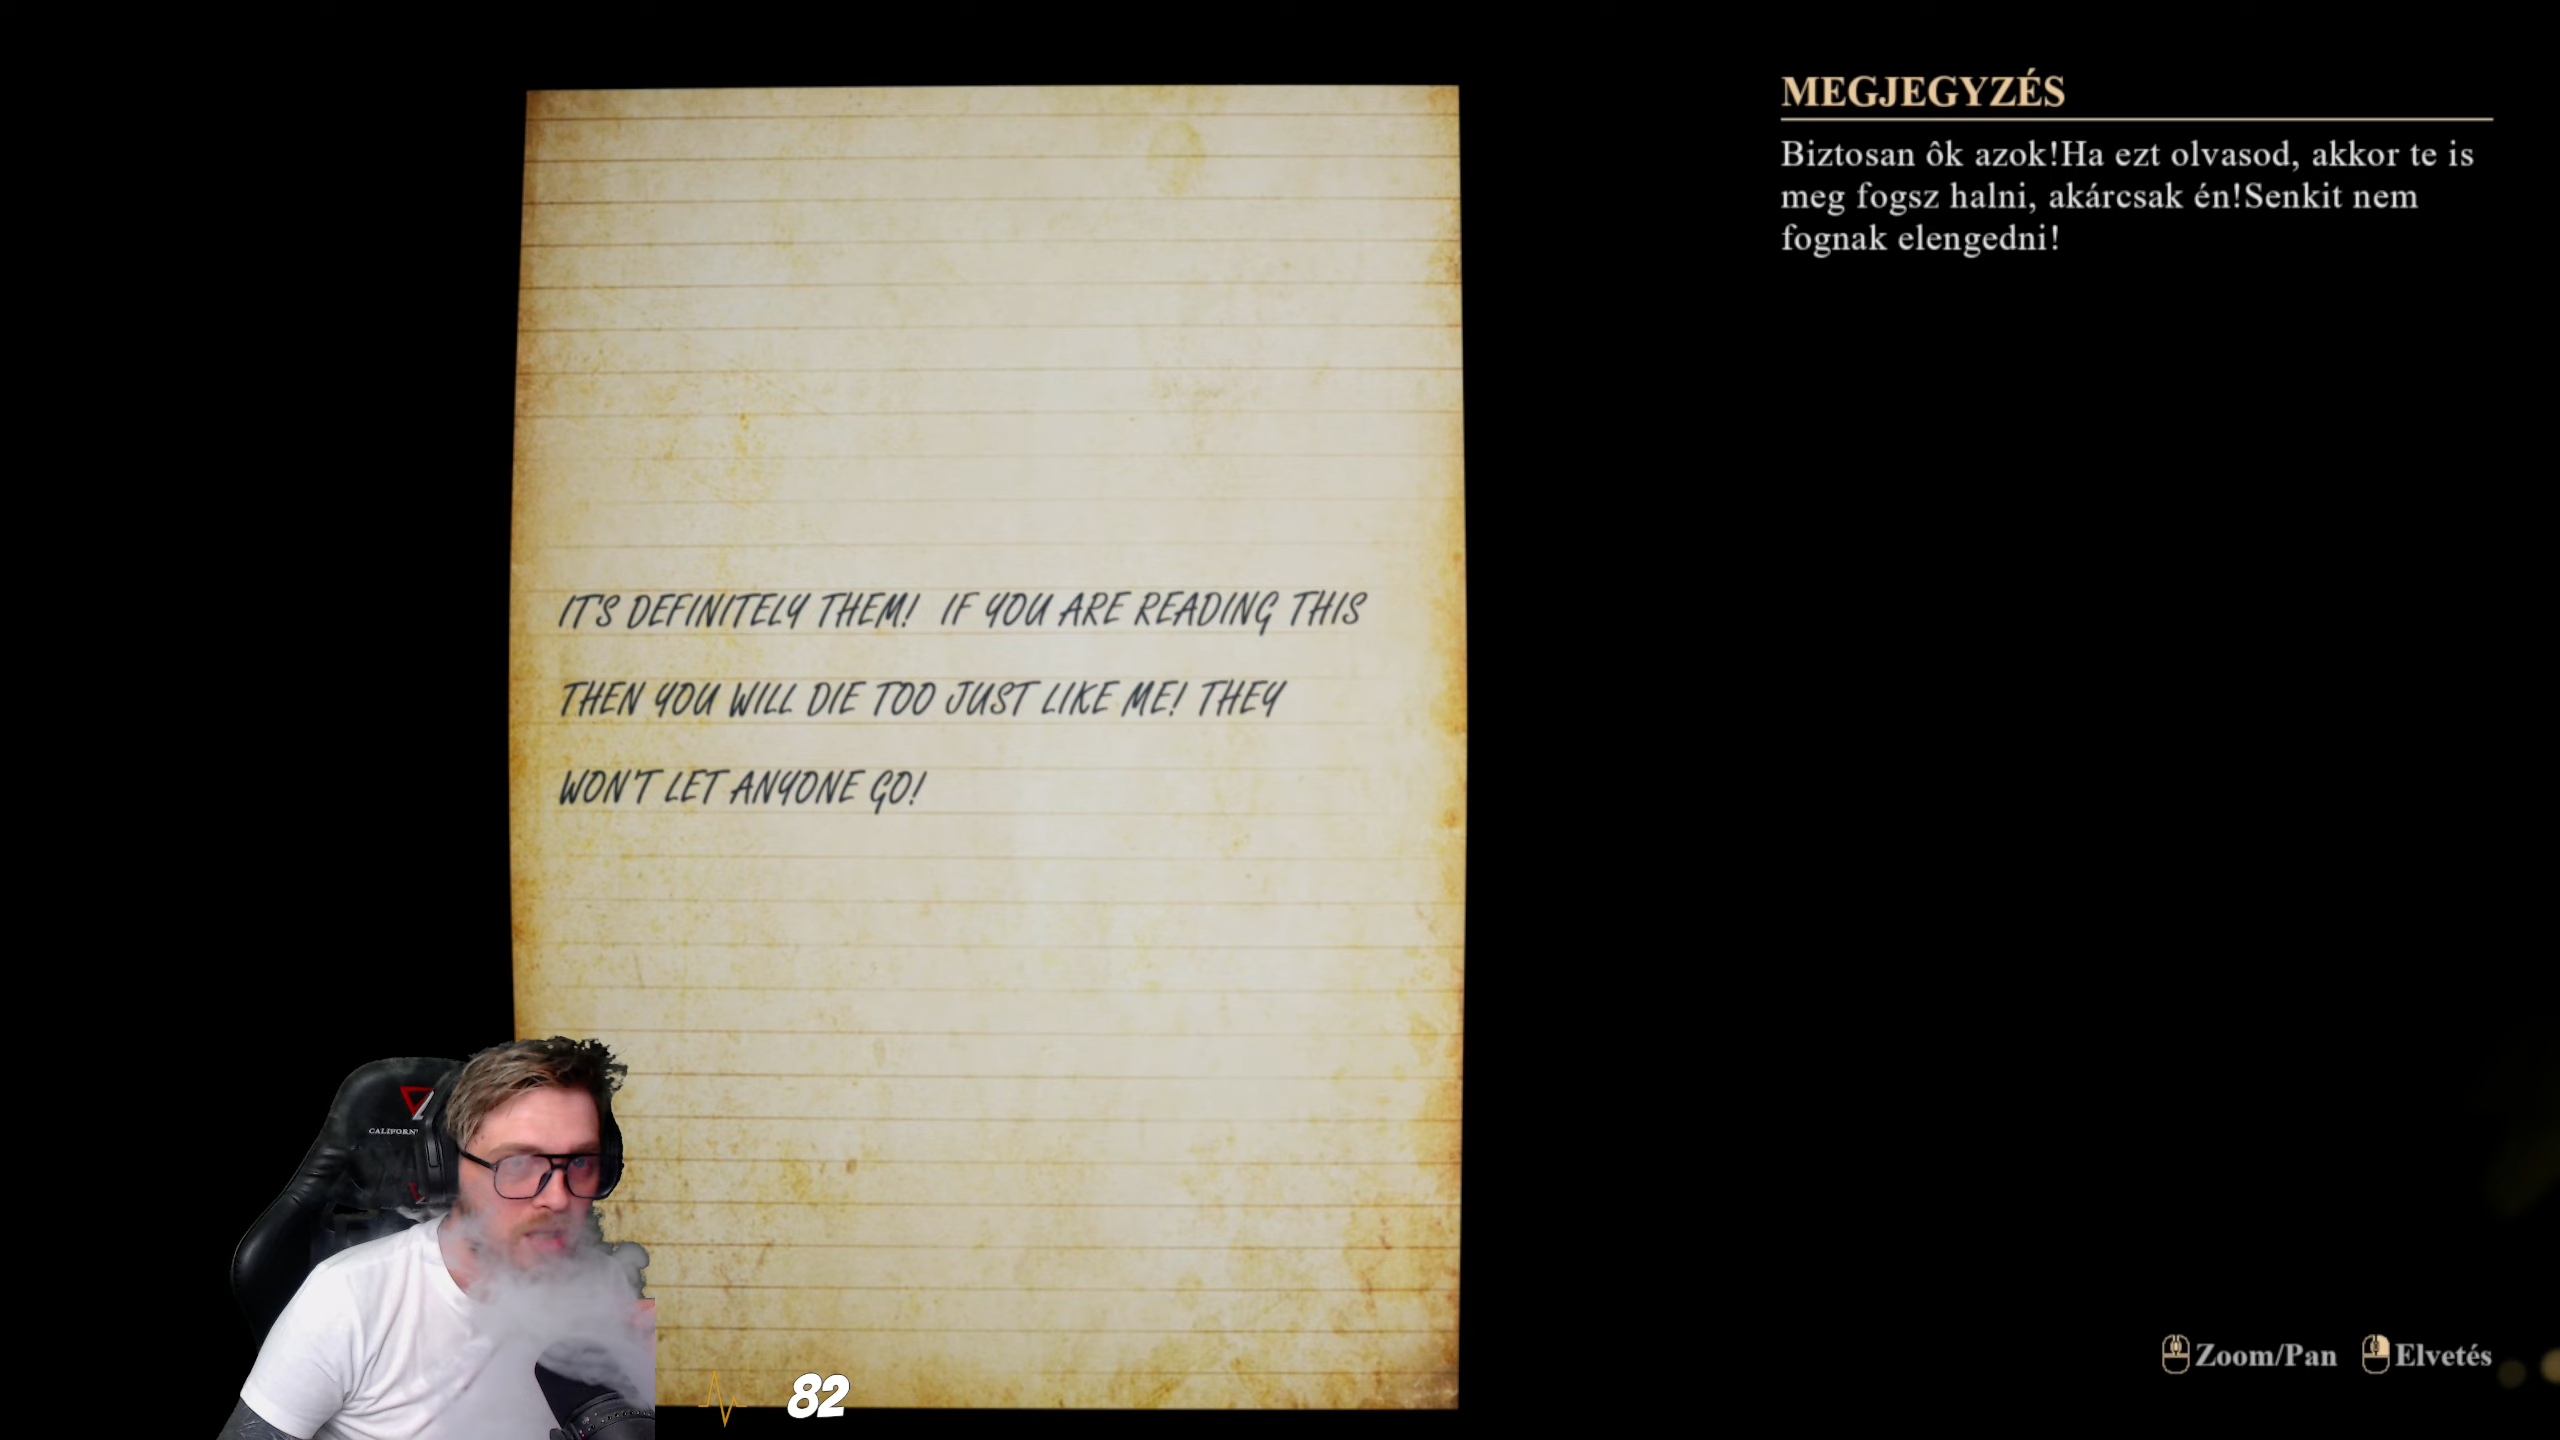 MEGJEGYZÉS
Biztosan ôk azok!Ha ezt olvasod, akkor te is
meg fogsz halni, akárcsak én!Senkit nem
fognak elengedni!
IT'S DEFINITELY THEM! IF YOU ARE READING THIS
THEN YOU WILL DIE TOO JUST LIKE ME! THEY
WON'T LET ANYONE GO!
82
Zoom/Pan Elvetés